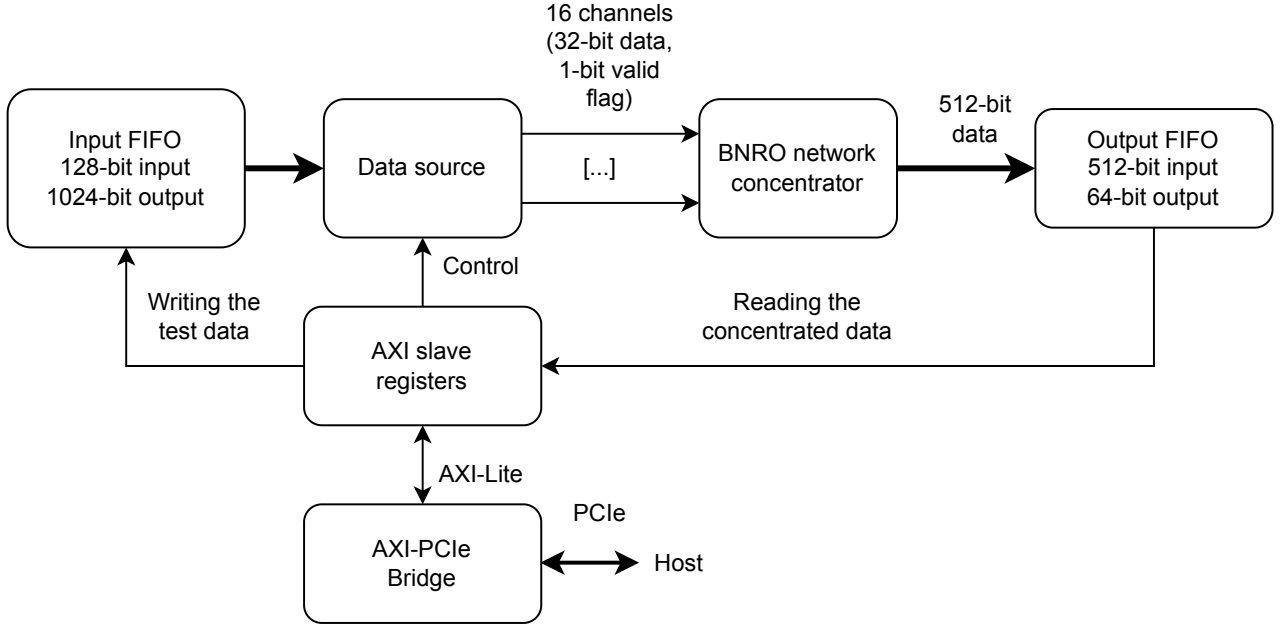 16 channels
(32-bit data,
1-bit valid
flag)
Input FIFO
128-bit input
1024-bit output
Data source
[...]
BNRO network
concentrator
512-bit
data
Output FIFO
512-bit input
64-bit output
Control
Writing the
test data
Reading the
concentrated data
AXI slave
registers
AXI-Lite
AXI-PCIe
Bridge
PCIe
Host